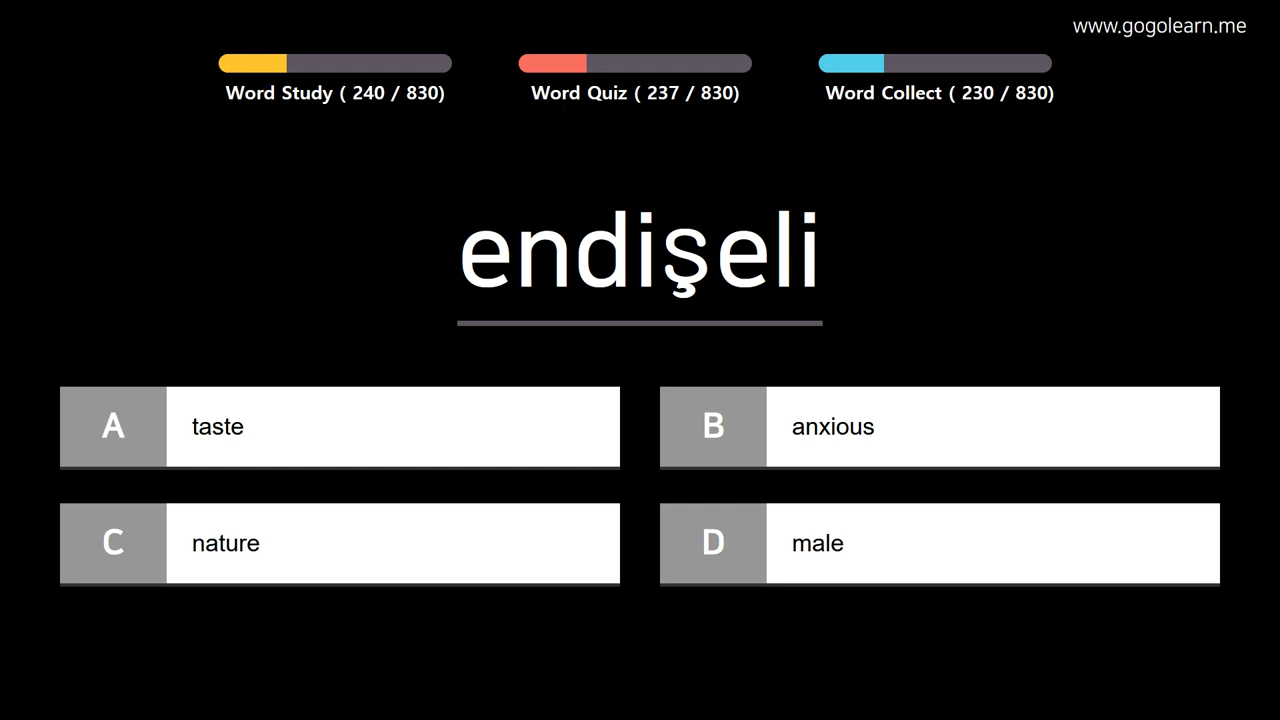 www.gogolearn.me
Word Study ( 240 / 830)
Word Quiz ( 237 / 830)
Word Collect ( 230 / 830)
endişeli
A taste
B anxious
C nature
D male